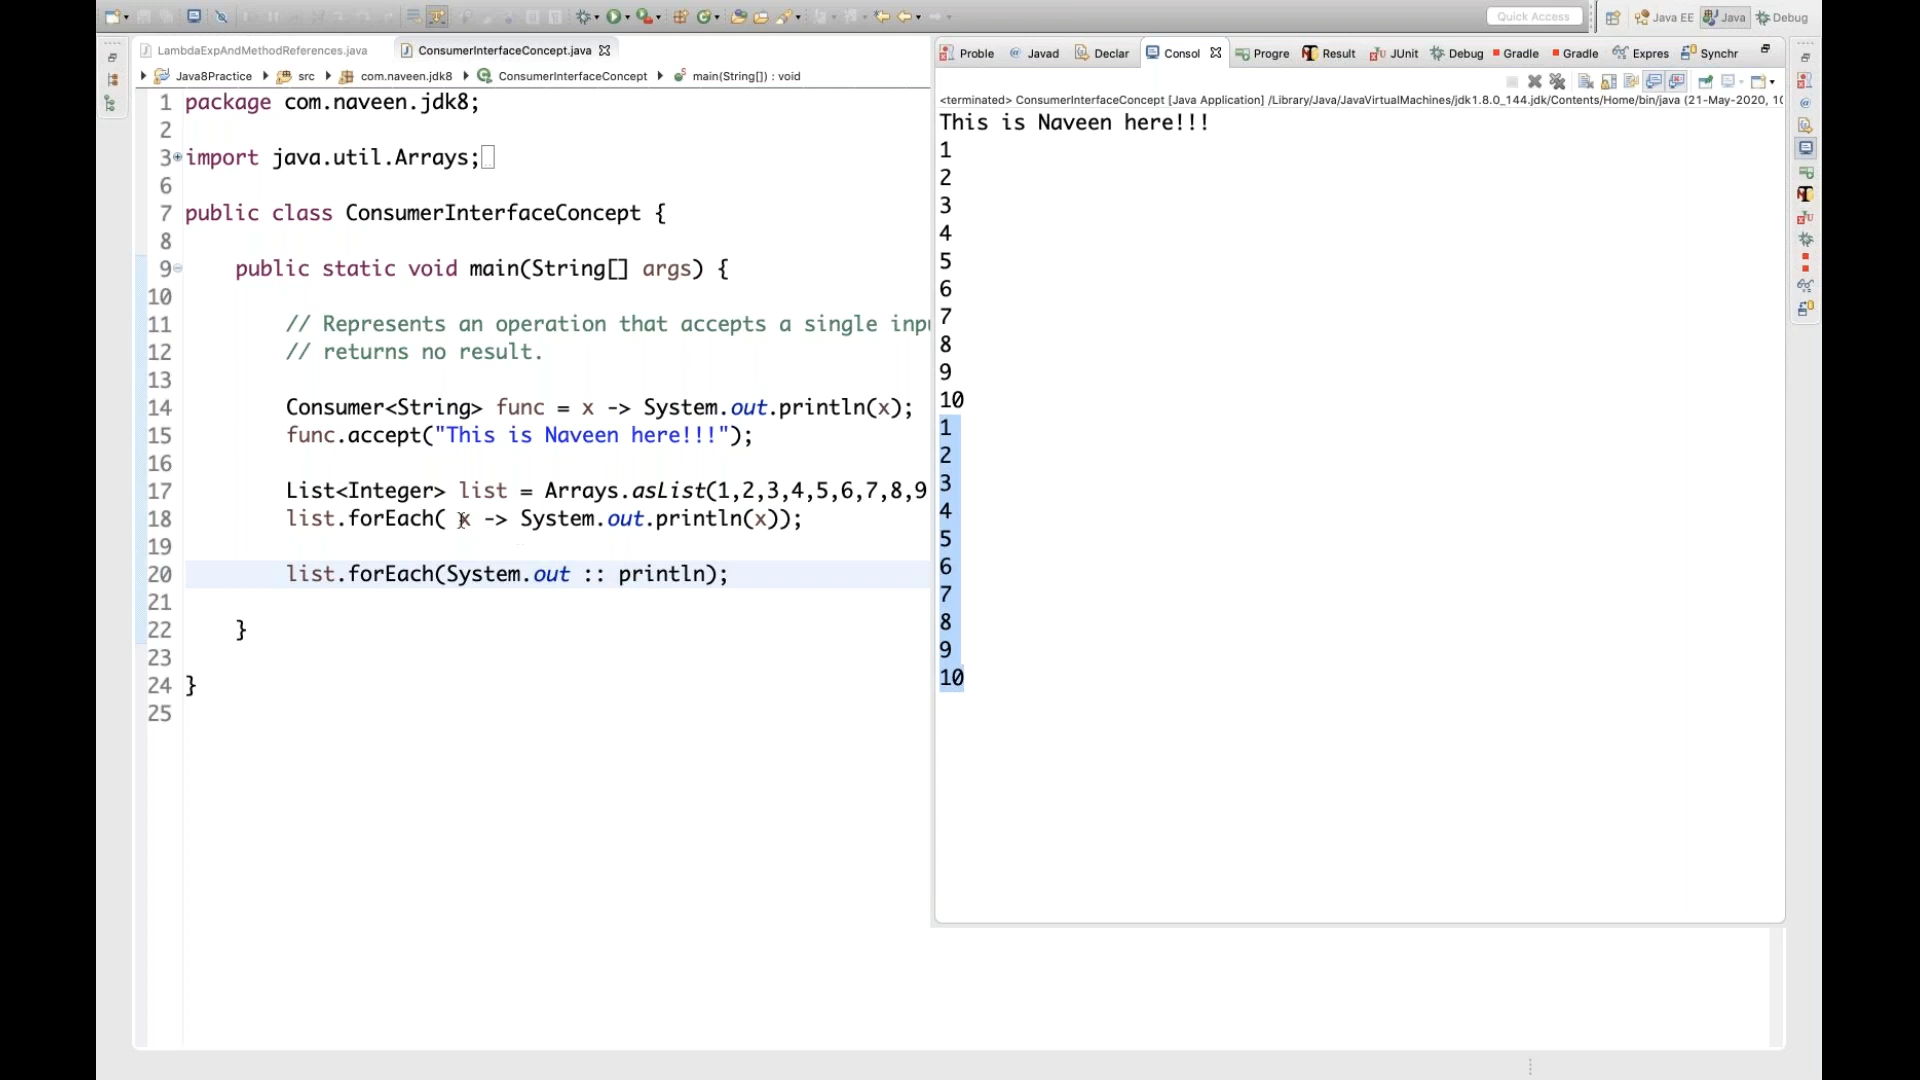 Quick Access
Java EE
Java
Debug
LambdaExpAndMethodReferences.java
ConsumerInterfaceConcept.java
Java8Practice
src
com.naveen.jdk8
ConsumerInterfaceConcept
main(String[]) : void
1 package com.naveen.jdk8;
2
3 import java.util.Arrays;
6
7 public class ConsumerInterfaceConcept {
8
9 public static void main(String[] args) {
10
11 // Represents an operation that accepts a single inpu
12 // returns no result.
13
14 Consumer<String> func = x -> System.out.println(x);
15 func.accept("This is Naveen here!!!");
16
17 List<Integer> list = Arrays.asList(1,2,3,4,5,6,7,8,9
18 list.forEach( x -> System.out.println(x));
19
20 list.forEach(System.out :: println);
21
22 }
23
24 }
25
Proble
Javad
Declar
Consol
Progre
Result
JUnit
Debug
Gradle
Gradle
Expres
Synchr
<terminated> ConsumerInterfaceConcept [Java Application] /Library/Java/JavaVirtualMachines/jdk1.8.0_144.jdk/Contents/Home/bin/java (21-May-2020, 10
This is Naveen here!!!
1
2
3
4
5
6
7
8
9
10
1
2
3
4
5
6
7
8
9
10